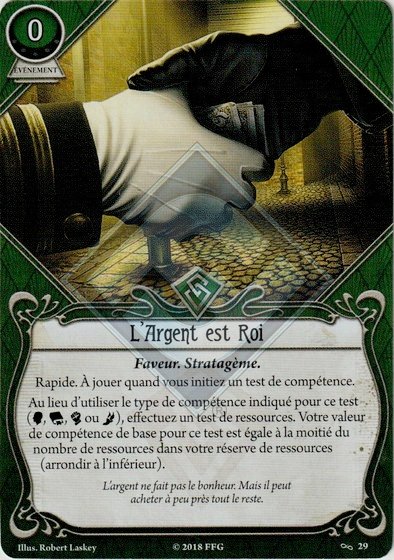 0
ÉVÉNEMENT
L'Argent est Roi
Faveur. Stratagème.
Rapide. À jouer quand vous initiez un test de compétence.
Au lieu d'utiliser le type de compétence indiqué pour ce test
( , , ou ), effectuez un test de ressources. Votre valeur
de compétence de base pour ce test est égale à la moitié du
nombre de ressources dans votre réserve de ressources
(arrondir à l'inférieur).
L'argent ne fait pas le bonheur. Mais il peut
acheter à peu près tout le reste.
Illus. Robert Laskey © 2018 FFG 29